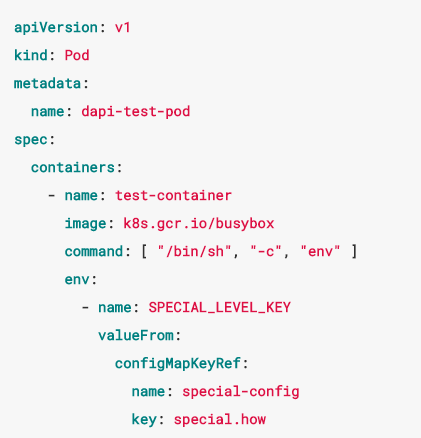 apiVersion: v1
kind: Pod
metadata:
  name: dapi-test-pod
spec:
  containers:
    - name: test-container
      image: k8s.gcr.io/busybox
      command: [ "/bin/sh", "-c", "env" ]
      env:
        - name: SPECIAL_LEVEL_KEY
          valueFrom:
            configMapKeyRef:
              name: special-config
              key: special.how